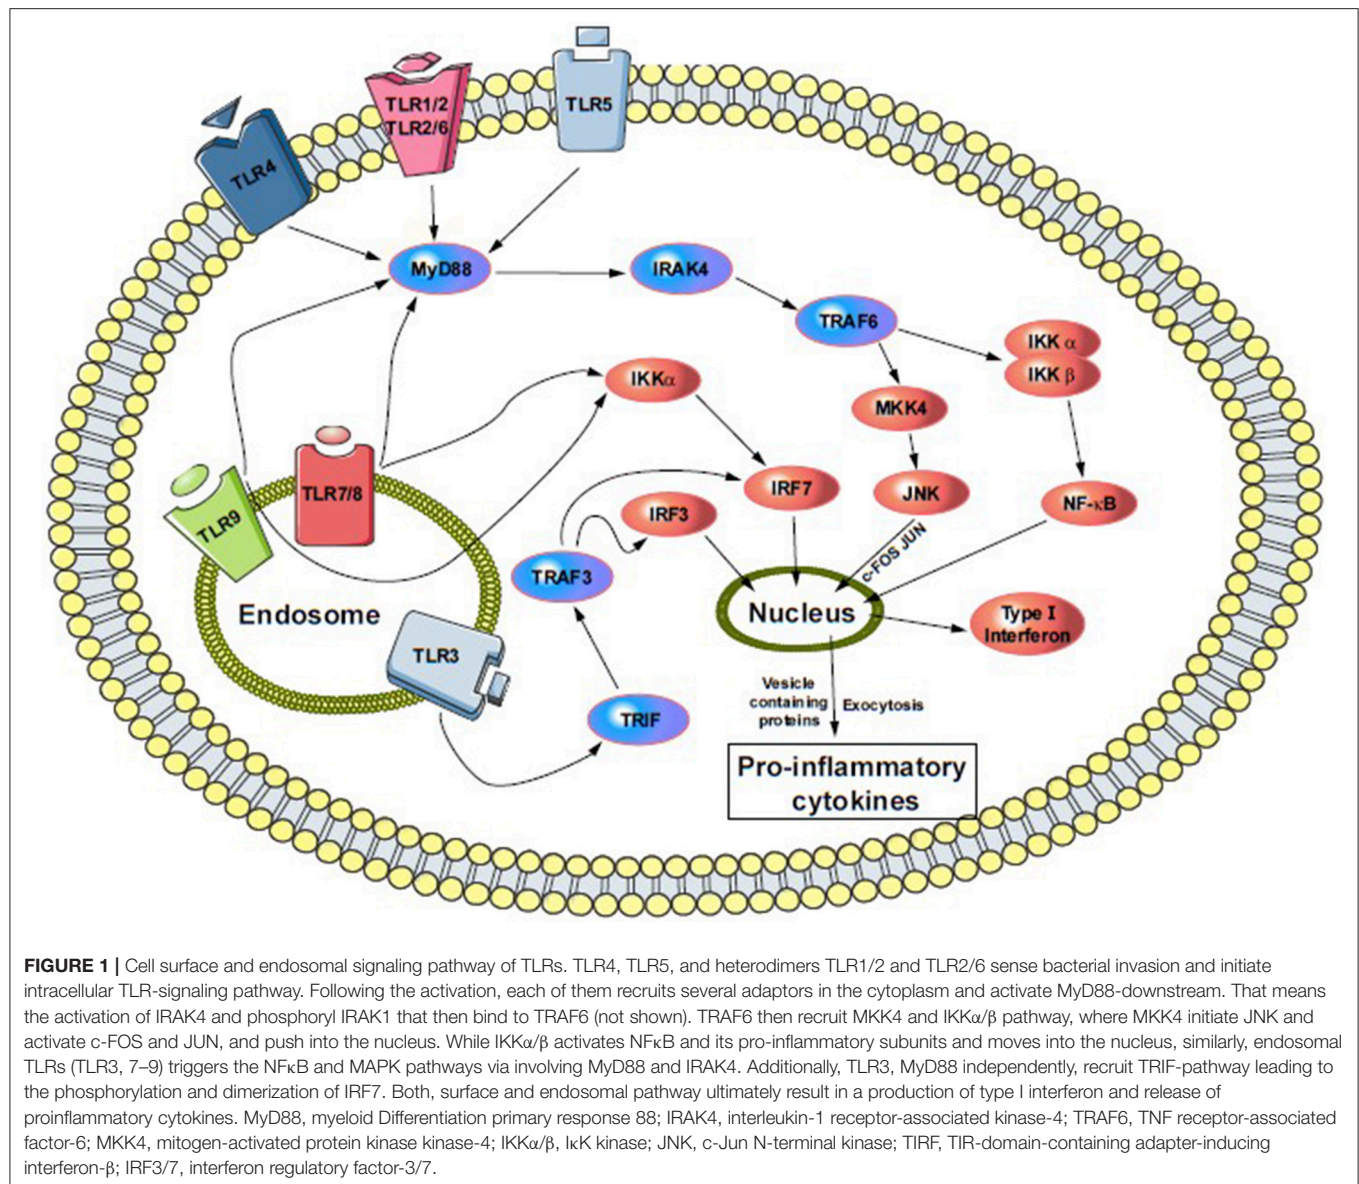 TLR5
TLR1/2
TLR2/6
TLR4
MyD88
IRAK4
TRAF6
IKK α
IKK β
IKKα
MKK4
TLR7/8
TLR9
IRF7
JNK
NF-κB
IRF3
c-FOS JUN
TRAF3
Endosome
Nucleus
Type I
Interferon
TLR3
TRIF
Vesicle
containing
proteins
Exocytosis
Pro-inflammatory
cytokines
FIGURE 1 | Cell surface and endosomal signaling pathway of TLRs. TLR4, TLR5, and heterodimers TLR1/2 and TLR2/6 sense bacterial invasion and initiate
intracellular TLR-signaling pathway. Following the activation, each of them recruits several adaptors in the cytoplasm and activate MyD88-downstream. That means
the activation of IRAK4 and phosphoryl IRAK1 that then bind to TRAF6 (not shown). TRAF6 then recruit MKK4 and IKKα/β pathway, where MKK4 initiate JNK and
activate c-FOS and JUN, and push into the nucleus. While IKKα/β activates NFκB and its pro-inflammatory subunits and moves into the nucleus, similarly, endosomal
TLRs (TLR3, 7–9) triggers the NFκB and MAPK pathways via involving MyD88 and IRAK4. Additionally, TLR3, MyD88 independently, recruit TRIF-pathway leading to
the phosphorylation and dimerization of IRF7. Both, surface and endosomal pathway ultimately result in a production of type I interferon and release of
proinflammatory cytokines. MyD88, myeloid Differentiation primary response 88; IRAK4, interleukin-1 receptor-associated kinase-4; TRAF6, TNF receptor-associated
factor-6; MKK4, mitogen-activated protein kinase kinase-4; IKKα/β, IκK kinase; JNK, c-Jun N-terminal kinase; TIRF, TIR-domain-containing adapter-inducing
interferon-β; IRF3/7, interferon regulatory factor-3/7.